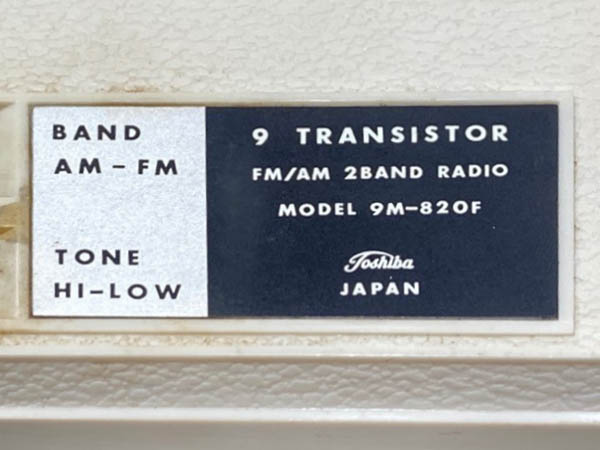 BAND
AM – FM
TONE
HI–LOW
9 TRANSISTOR
FM/AM 2BAND RADIO
MODEL 9M–820F
Toshiba
JAPAN